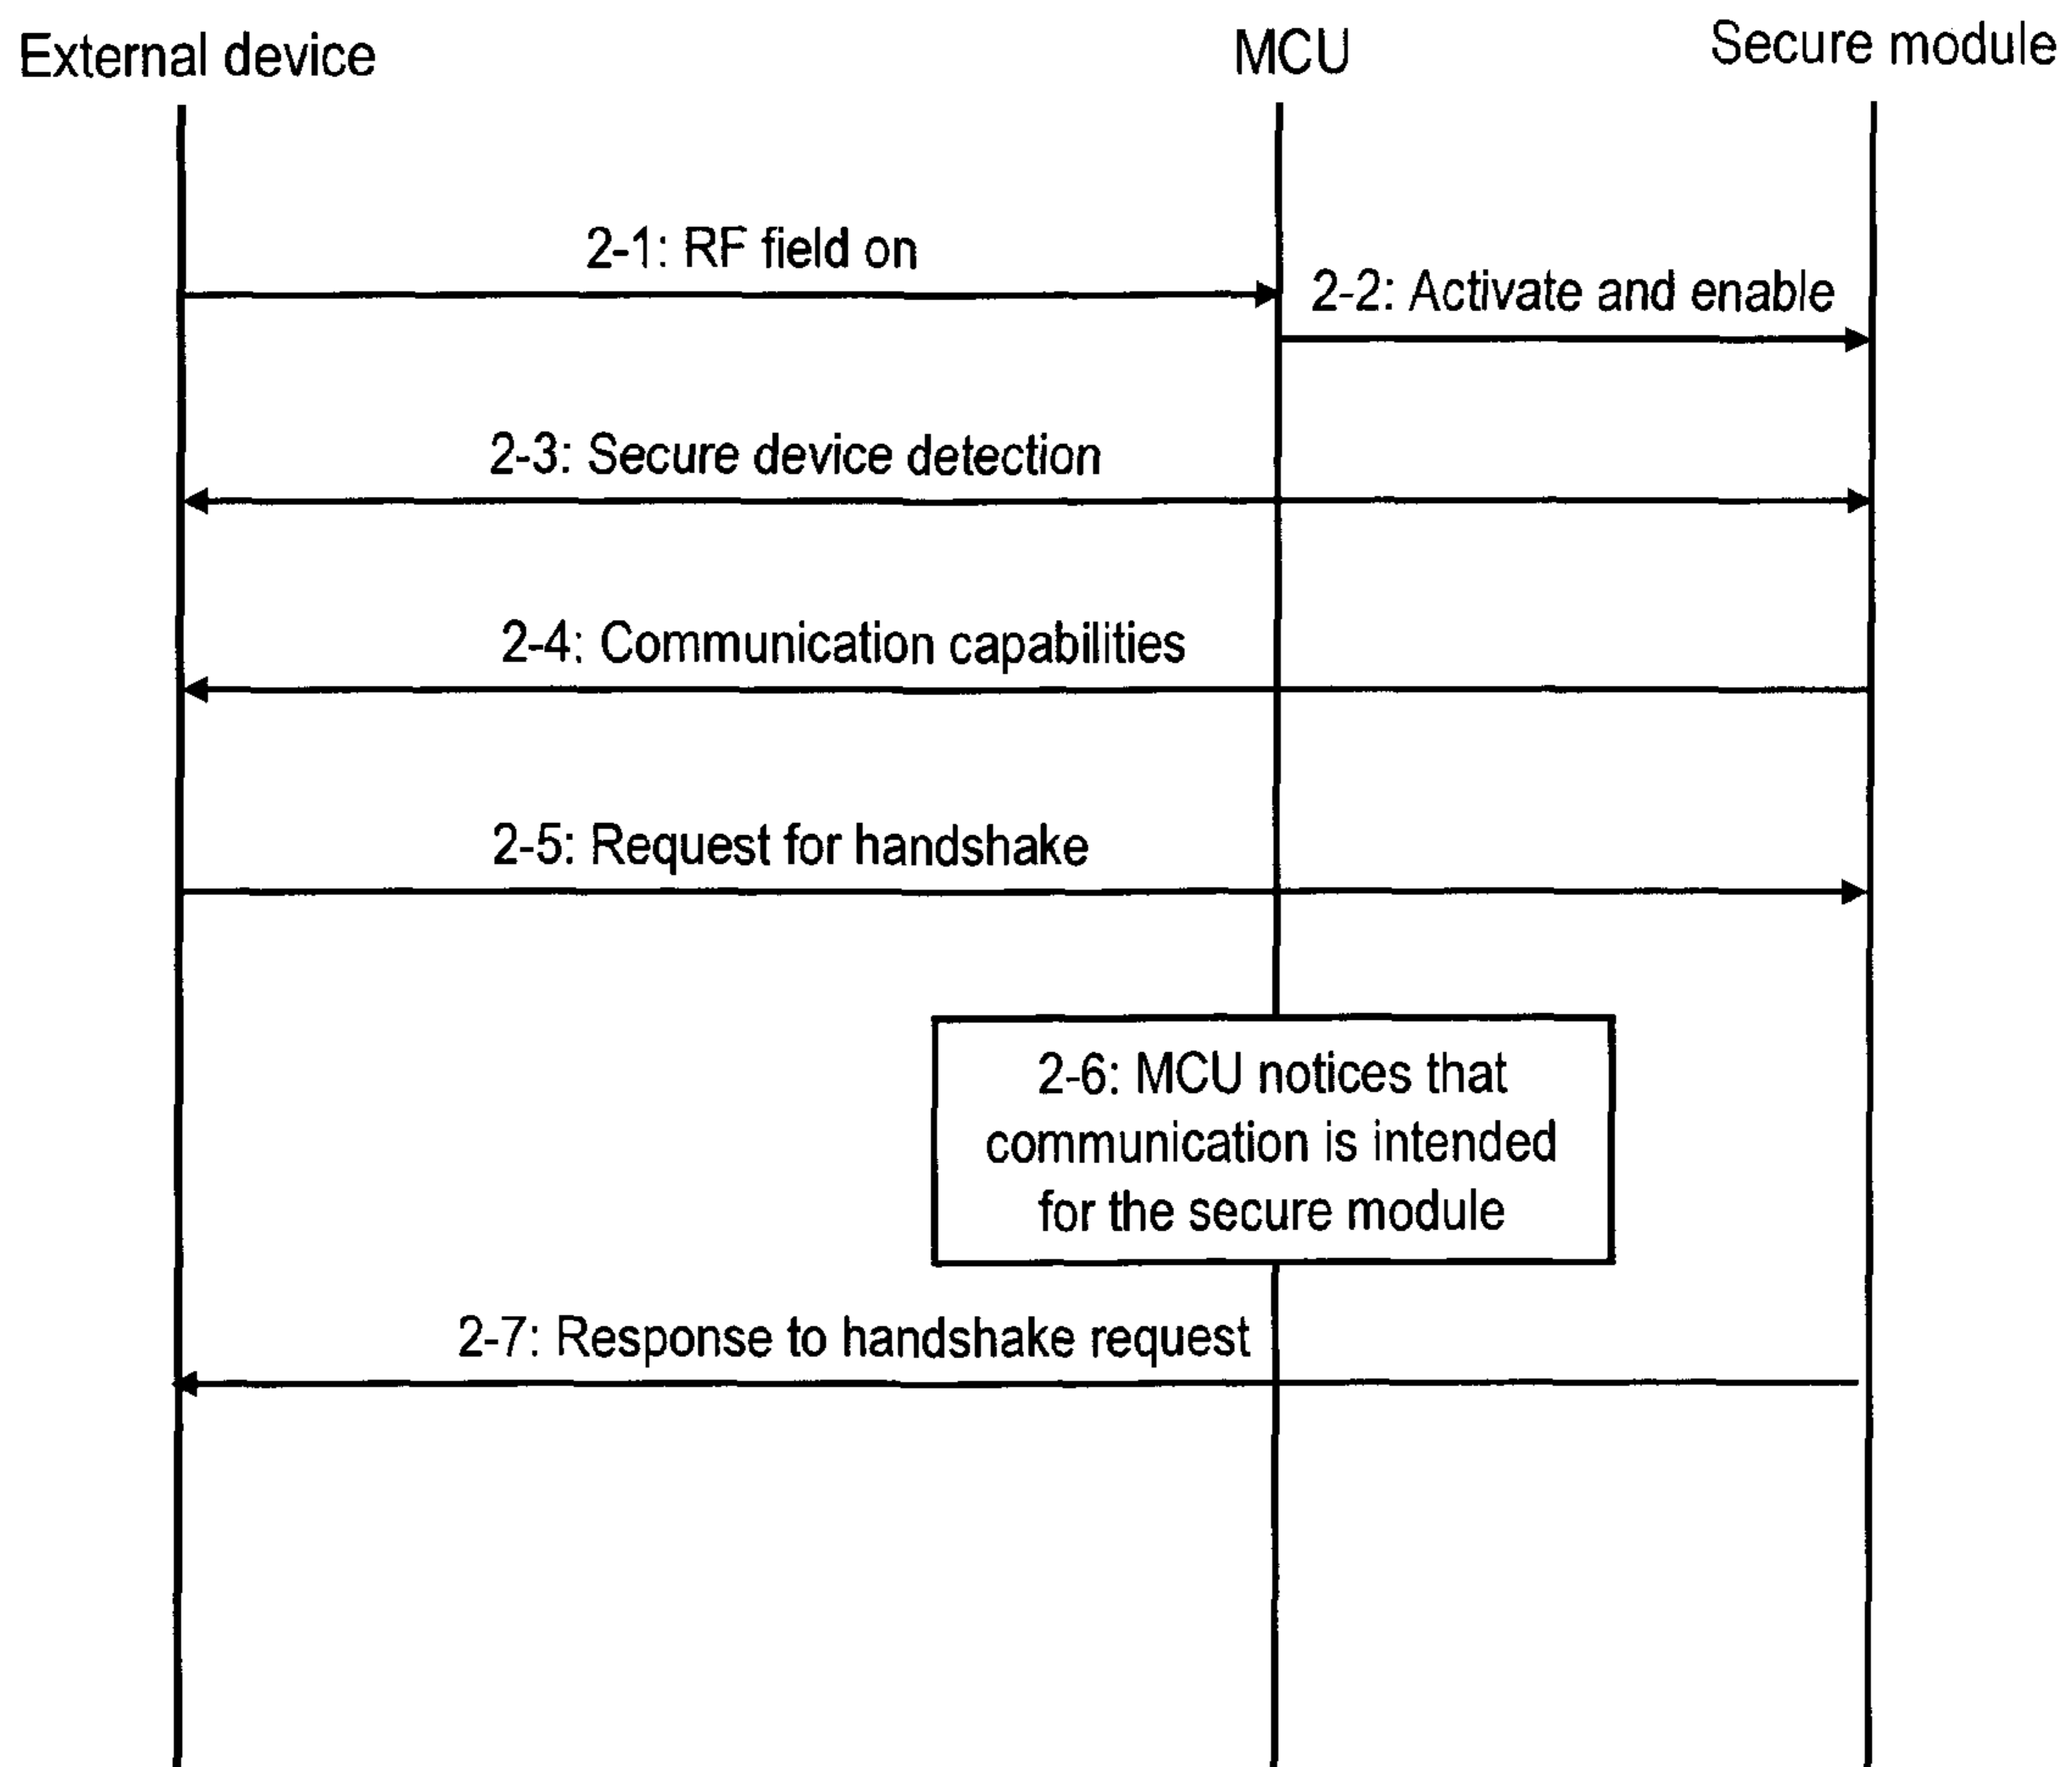 External device
MCU
Secure module
2-1: RF field on
2-2: Activate and enable
2-3: Secure device detection
2-4: Communication capabilities
2-5: Request for handshake
2-6: MCU notices that
communication is intended
for the secure module
2-7: Response to handshake request